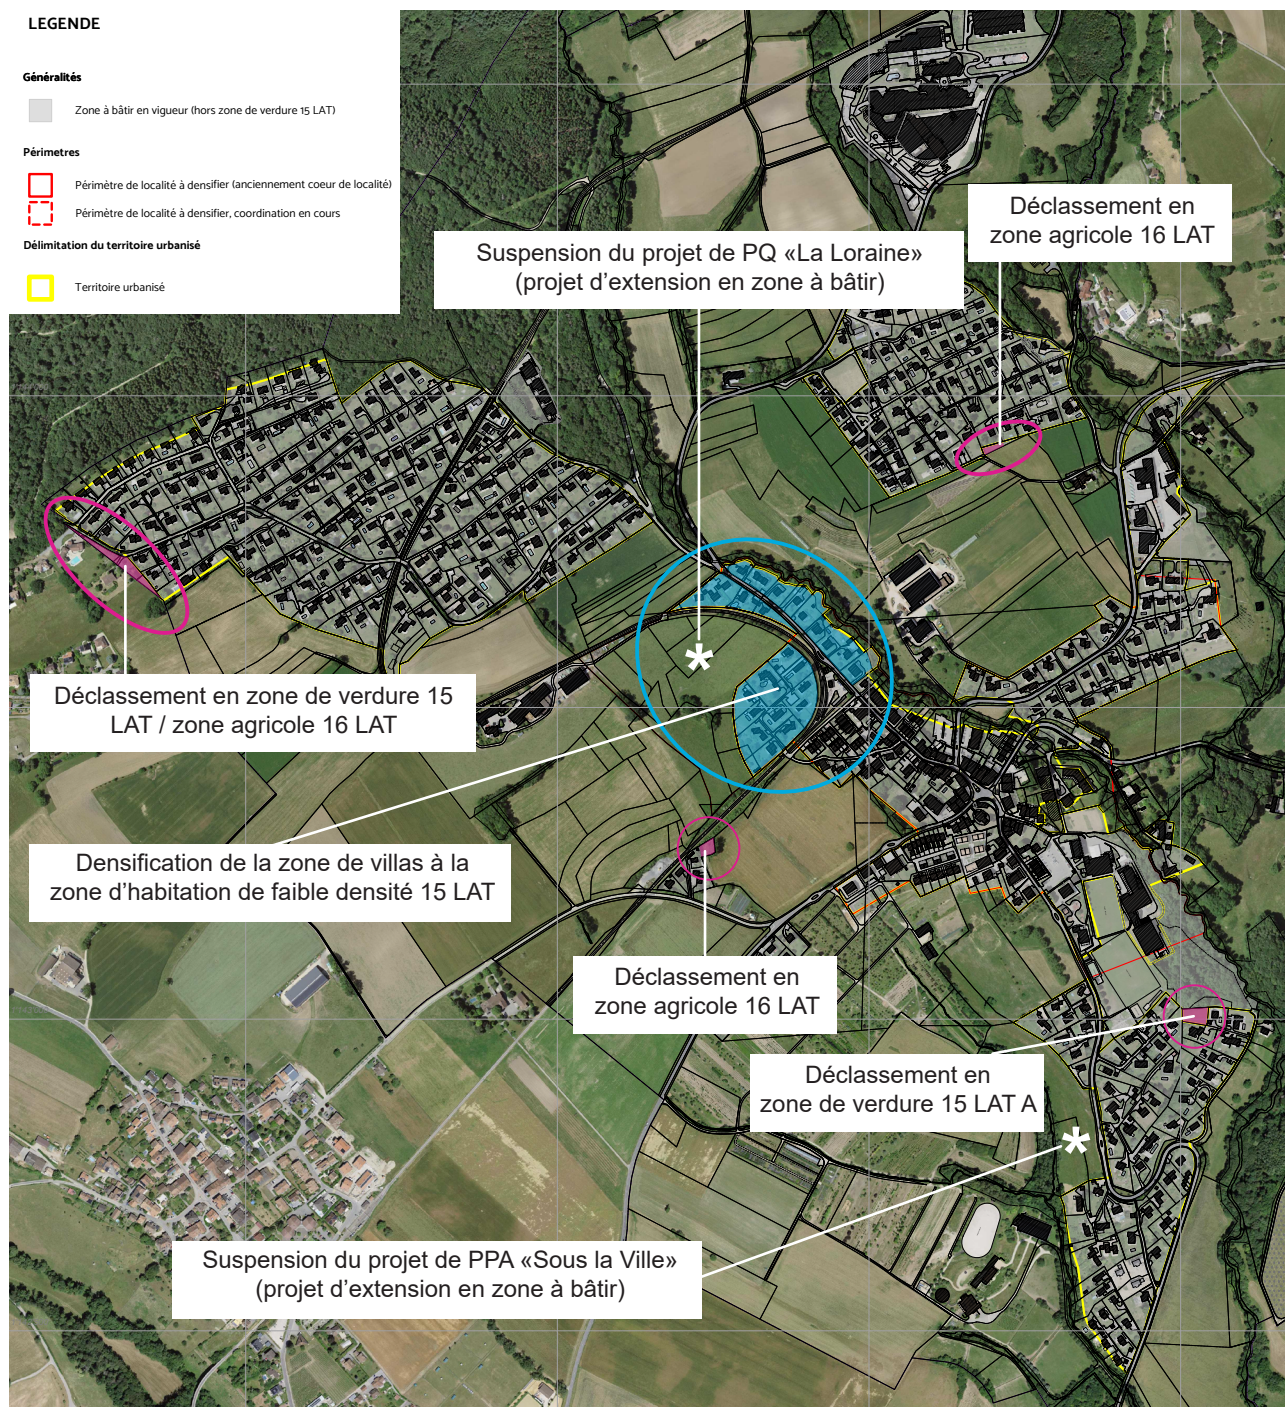 LEGENDE
Généralités
Zone à bâtir en vigueur (hors zone de verdure 15 LAT)
Périmetres
Périmètre de localité à densifier (anciennement coeur de localité)
Périmètre de localité à densifier, coordination en cours
Délimitation du territoire urbanisé
Territoire urbanisé
Déclassement en
zone agricole 16 LAT
Suspension du projet de PQ «La Loraine»
(projet d'extension en zone à bâtir)
Déclassement en zone de verdure 15
LAT / zone agricole 16 LAT
Densification de la zone de villas à la
zone d'habitation de faible densité 15 LAT
Déclassement en
zone agricole 16 LAT
Déclassement en
zone de verdure 15 LAT A
Suspension du projet de PPA «Sous la Ville»
(projet d'extension en zone à bâtir)